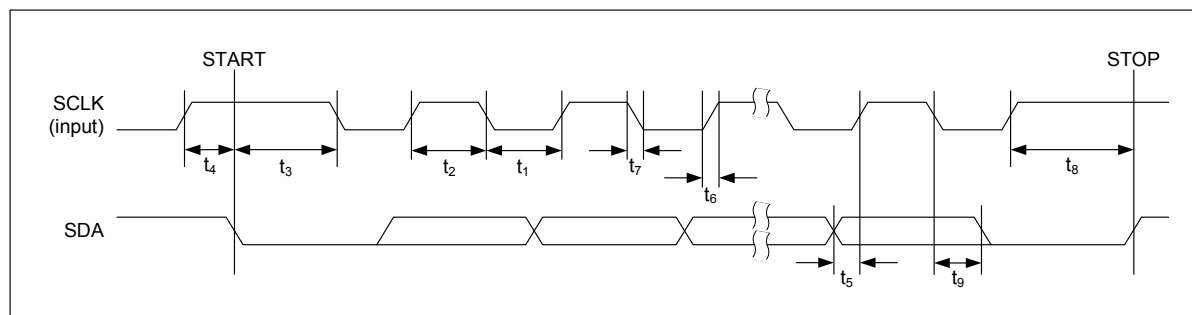 START
STOP
SCLK
(input)
t4
t3
t2
t1
t7
t6
t8
SDA
t5
t9